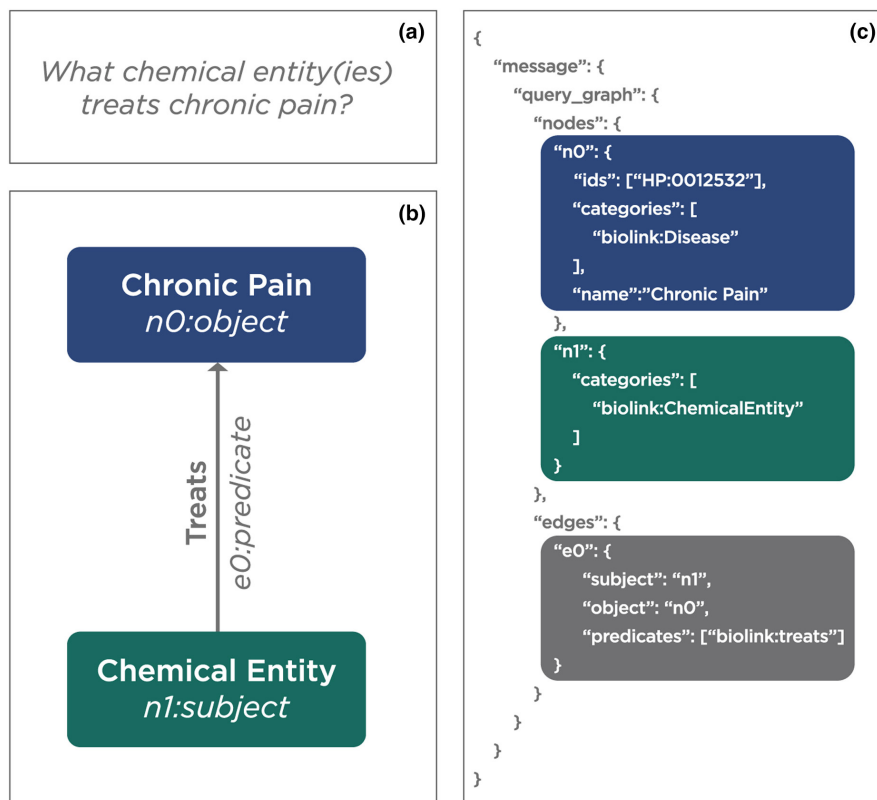 (a)
What chemical entity(ies)
treats chronic pain?
(b)
Chronic Pain
n0:object
Treats
e0:predicate
Chemical Entity
n1:subject
(c)
{
“message”: {
“query_graph”: {
“nodes”: {
“n0”: {
“ids”: [“HP:0012532”],
“categories”: [
“biolink:Disease”
],
“name”:”Chronic Pain”
},
“n1”: {
“categories”: [
“biolink:ChemicalEntity”
]
}
},
“edges”: {
“e0”: {
“subject”: “n1”,
“object”: “n0”,
“predicates”: [“biolink:treats”]
}
}
}
}
}